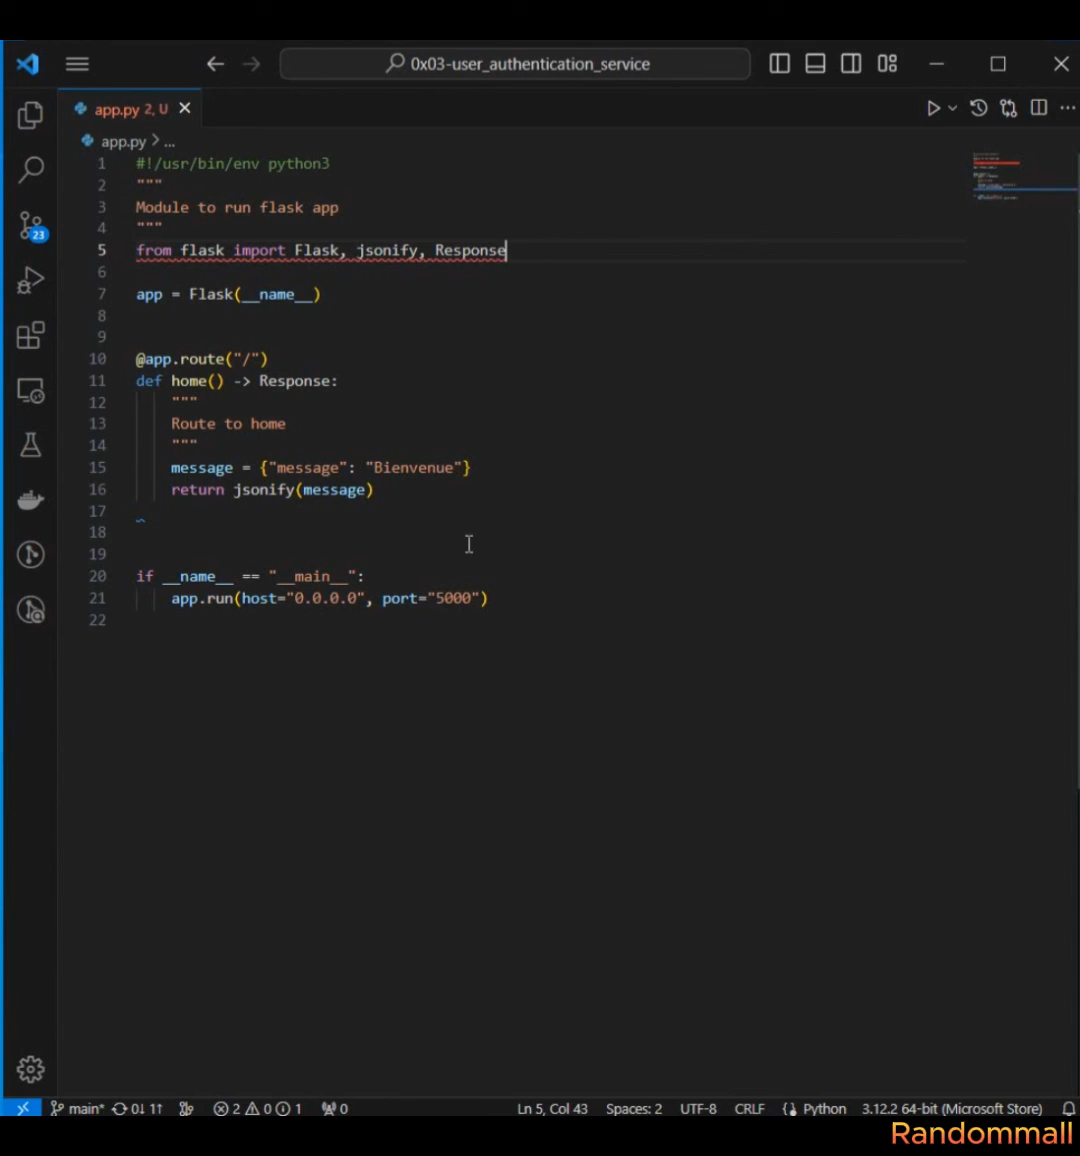 0x03-user_authentication_service
app.py 2, U
app.py > ...
1 #!/usr/bin/env python3
2 """
3 Module to run flask app
4 """
5 from flask import Flask, jsonify, Response
6
7 app = Flask(__name__)
8
9
10 @app.route("/")
11 def home() -> Response:
12 """
13 Route to home
14 """
15 message = {"message": "Bienvenue"}
16 return jsonify(message)
17
18
19
20 if __name__ == "__main__":
21 app.run(host="0.0.0.0", port="5000")
22
23
main* 0↓ 1↑ 2 0 1 0 Ln 5, Col 43 Spaces: 2 UTF-8 CRLF Python 3.12.2 64-bit (Microsoft Store)
Randommall